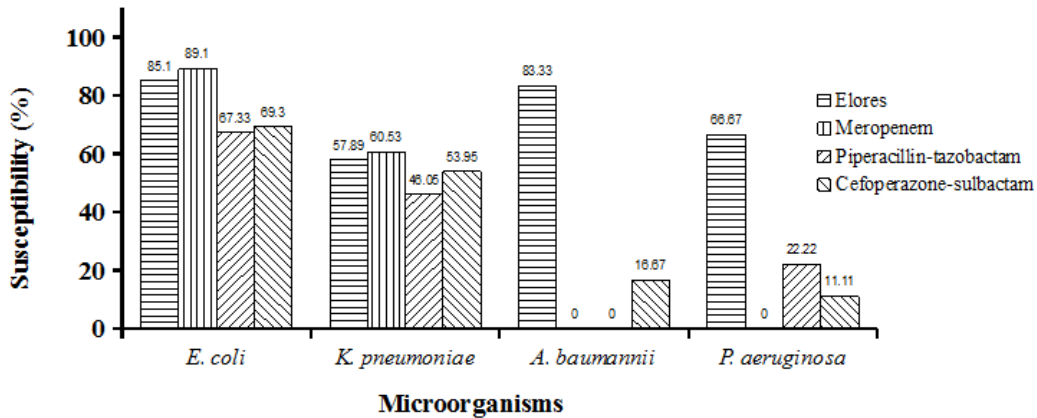 Susceptibility (%)
100
80
60
40
20
0
85.1
89.1
67.33
69.3
57.89
60.53
46.05
53.95
83.33
0
0
16.67
66.67
0
22.22
11.11
Elores
Meropenem
Piperacillin-tazobactam
Cefoperazone-sulbactam
E. coli
K. pneumoniae
A. baumannii
P. aeruginosa
Microorganisms